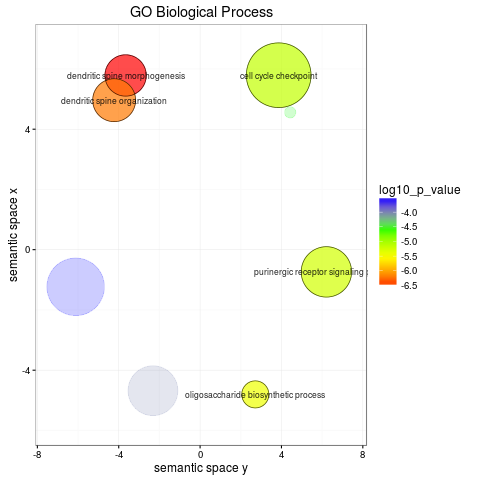 GO Biological Process
dendritic spine morphogenesis
cell cycle checkpoint
dendritic spine organization
purinergic receptor signaling
oligosaccharide biosynthetic process
semantic space x
4
0
-4
-8
-4
0
4
8
semantic space y
log10_p_value
-4.0
-4.5
-5.0
-5.5
-6.0
-6.5